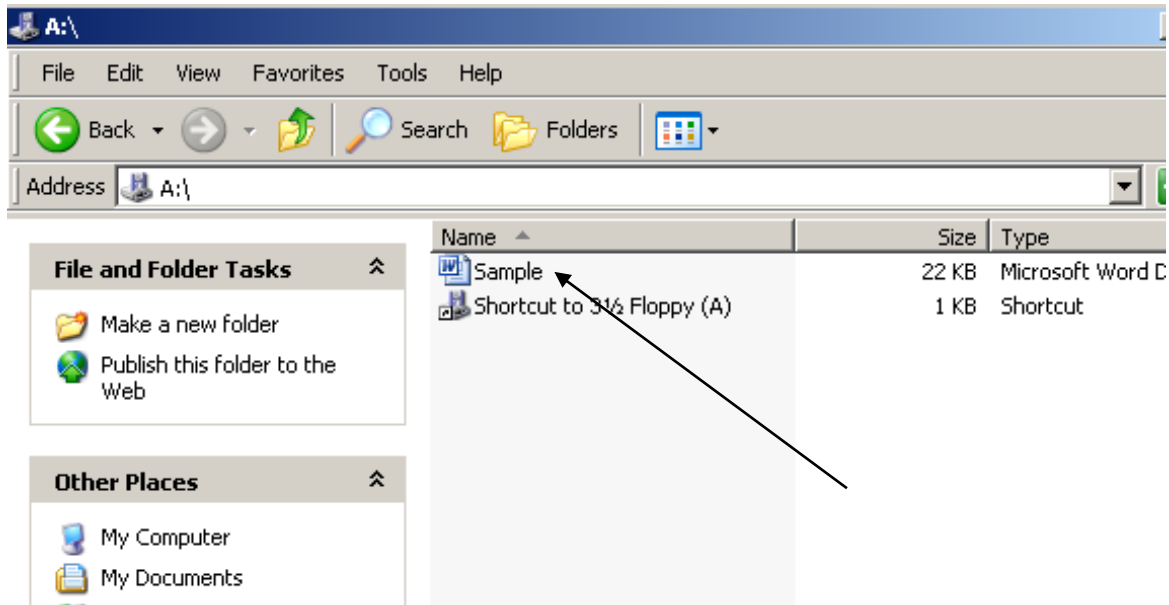 A:\
File Edit View Favorites Tools Help
Back Search Folders
Address A:\
Name Size Type
File and Folder Tasks
Make a new folder
Publish this folder to the
Web
Sample 22 KB Microsoft Word D
Shortcut to 3½ Floppy (A) 1 KB Shortcut
Other Places
My Computer
My Documents